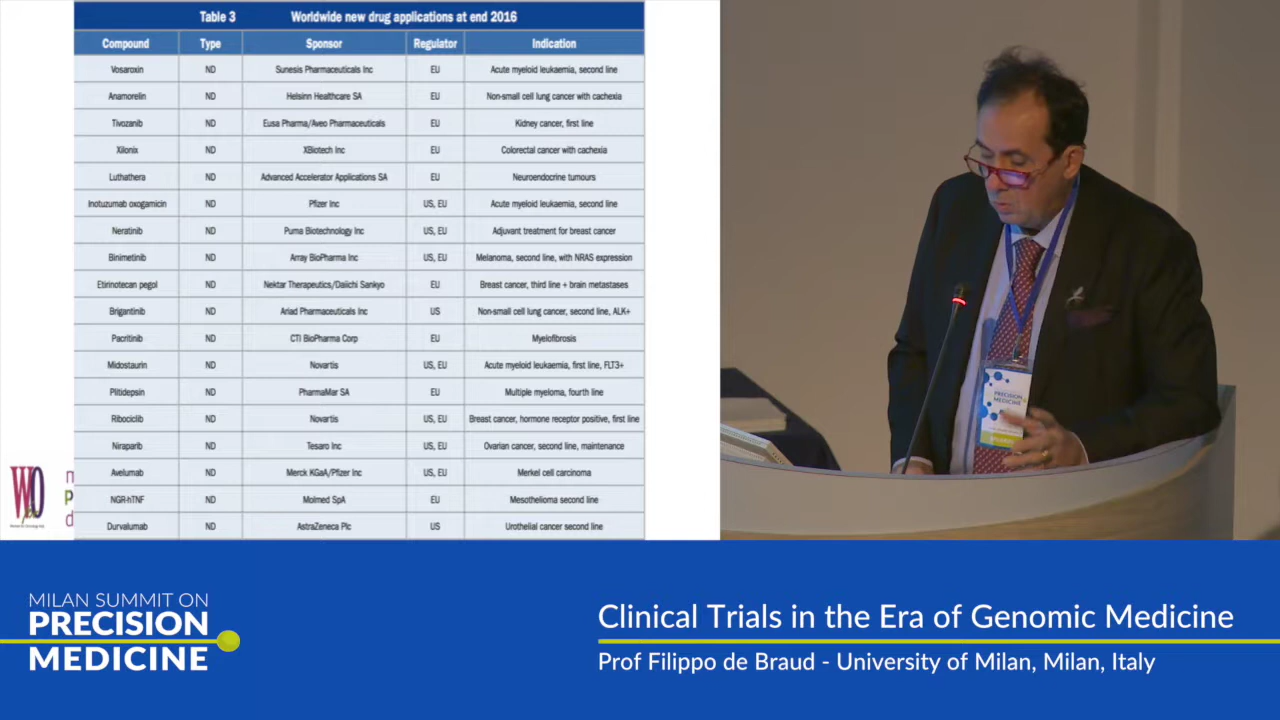 Table 3 Worldwide new drug applications at end 2016
Compound Type Sponsor Regulator Indication
Vosaroxin ND Sunesis Pharmaceuticals Inc EU Acute myeloid leukaemia, second line
Anamorelin ND Helsinn Healthcare SA EU Non-small cell lung cancer with cachexia
Tivozanib ND Eusa Pharma/Aveo Pharmaceuticals EU Kidney cancer, first line
Xilonix ND XBiotech Inc EU Colorectal cancer with cachexia
Luthathera ND Advanced Accelerator Applications SA EU Neuroendocrine tumours
Inotuzumab oxogamicin ND Pfizer Inc US, EU Acute myeloid leukaemia, second line
Neratinib ND Puma Biotechnology Inc US, EU Adjuvant treatment for breast cancer
Binimetinib ND Array BioPharma Inc US, EU Melanoma, second line, with NRAS expression
Etirinotecan pegol ND Nektar Therapeutics/Daiichi Sankyo EU Breast cancer, third line + brain metastases
Brigantinib ND Ariad Pharmaceuticals Inc US Non-small cell lung cancer, second line, ALK+
Pacritinib ND CTI BioPharma Corp EU Myelofibrosis
Midostaurin ND Novartis US, EU Acute myeloid leukaemia, first line, FLT3+
Plitidepsin ND PharmaMar SA EU Multiple myeloma, fourth line
Ribociclib ND Novartis US, EU Breast cancer, hormone receptor positive, first line
Niraparib ND Tesaro Inc US, EU Ovarian cancer, second line, maintenance
Avelumab ND Merck KGaA/Pfizer Inc US, EU Merkel cell carcinoma
NGR-hTNF ND Molmed SpA EU Mesothelioma second line
Durvalumab ND AstraZeneca Plc US Urothelial cancer second line
PRECISION
MEDICINE
MILAN SUMMIT ON
PRECISION
MEDICINE
Clinical Trials in the Era of Genomic Medicine
Prof Filippo de Braud - University of Milan, Milan, Italy